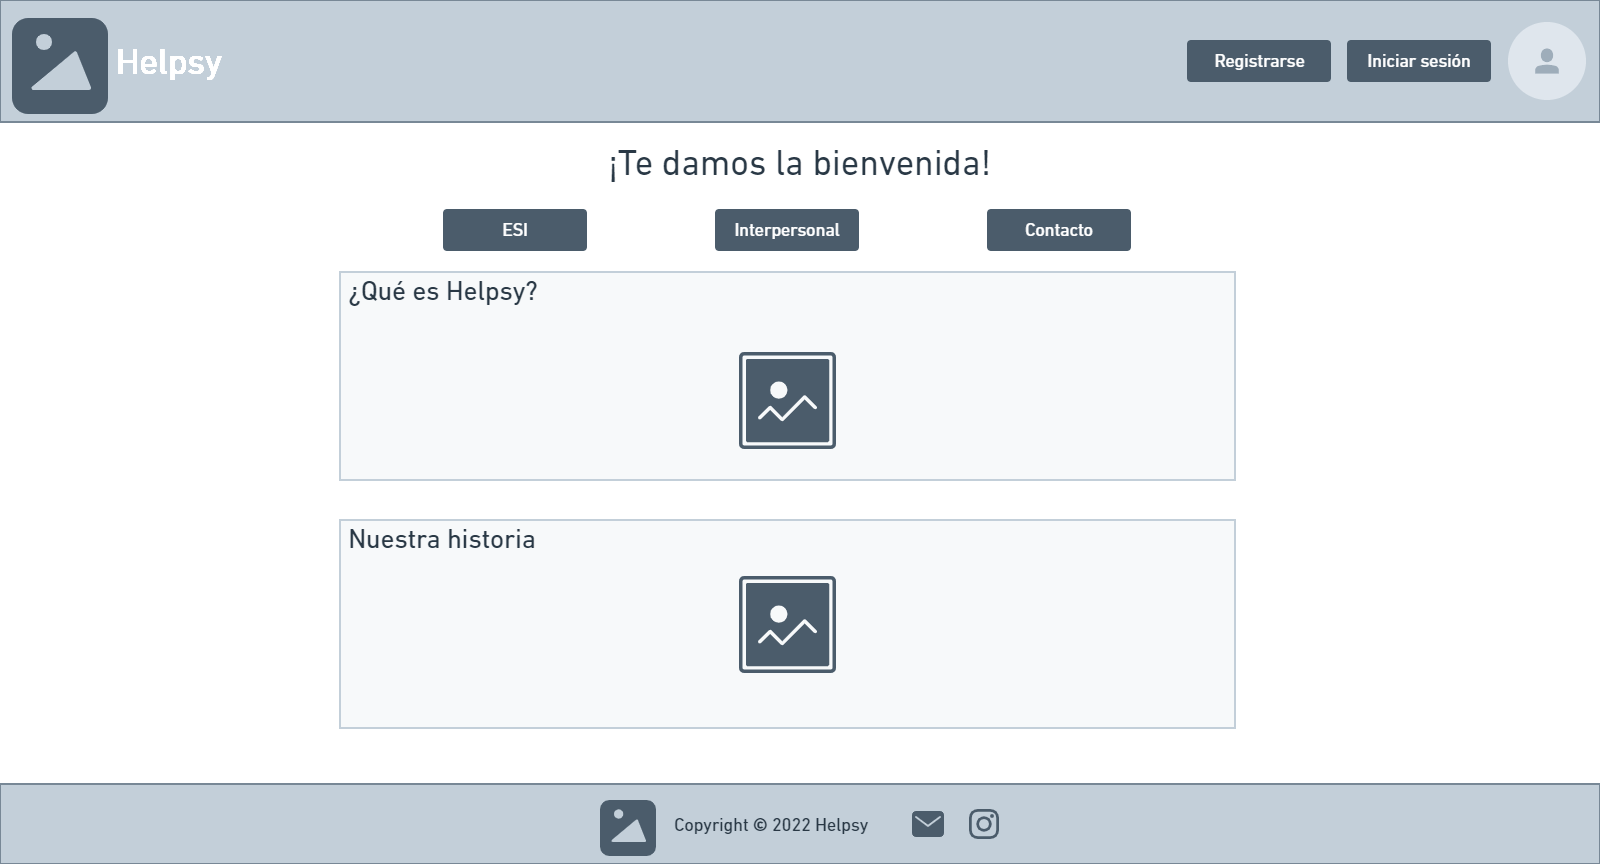 Helpsy
Registrarse
Iniciar sesión
¡Te damos la bienvenida!
ESI
Interpersonal
Contacto
¿Qué es Helpsy?
Nuestra historia
Copyright © 2022 Helpsy